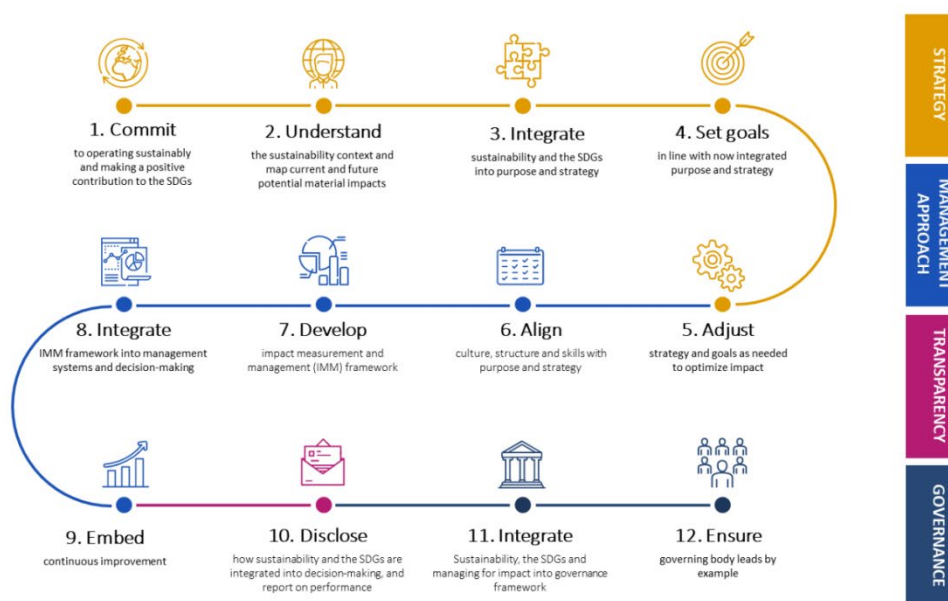 1. Commit
to operating sustainably
and making a positive
contribution to the SDGs
2. Understand
the sustainability context and
map current and future
potential material impacts
3. Integrate
sustainability and the SDGs
into purpose and strategy
4. Set goals
in line with now integrated
purpose and strategy
5. Adjust
strategy and goals as needed
to optimize impact
6. Align
culture, structure and skills with
purpose and strategy
7. Develop
impact measurement and
management (IMM) framework
8. Integrate
IMM framework into management
systems and decision-making
9. Embed
continuous improvement
10. Disclose
how sustainability and the SDGs are
integrated into decision-making, and
report on performance
11. Integrate
Sustainability, the SDGs and
managing for impact into governance
framework
12. Ensure
governing body leads by
example
STRATEGY
MANAGEMENT
APPROACH
TRANSPARENCY
GOVERNANCE